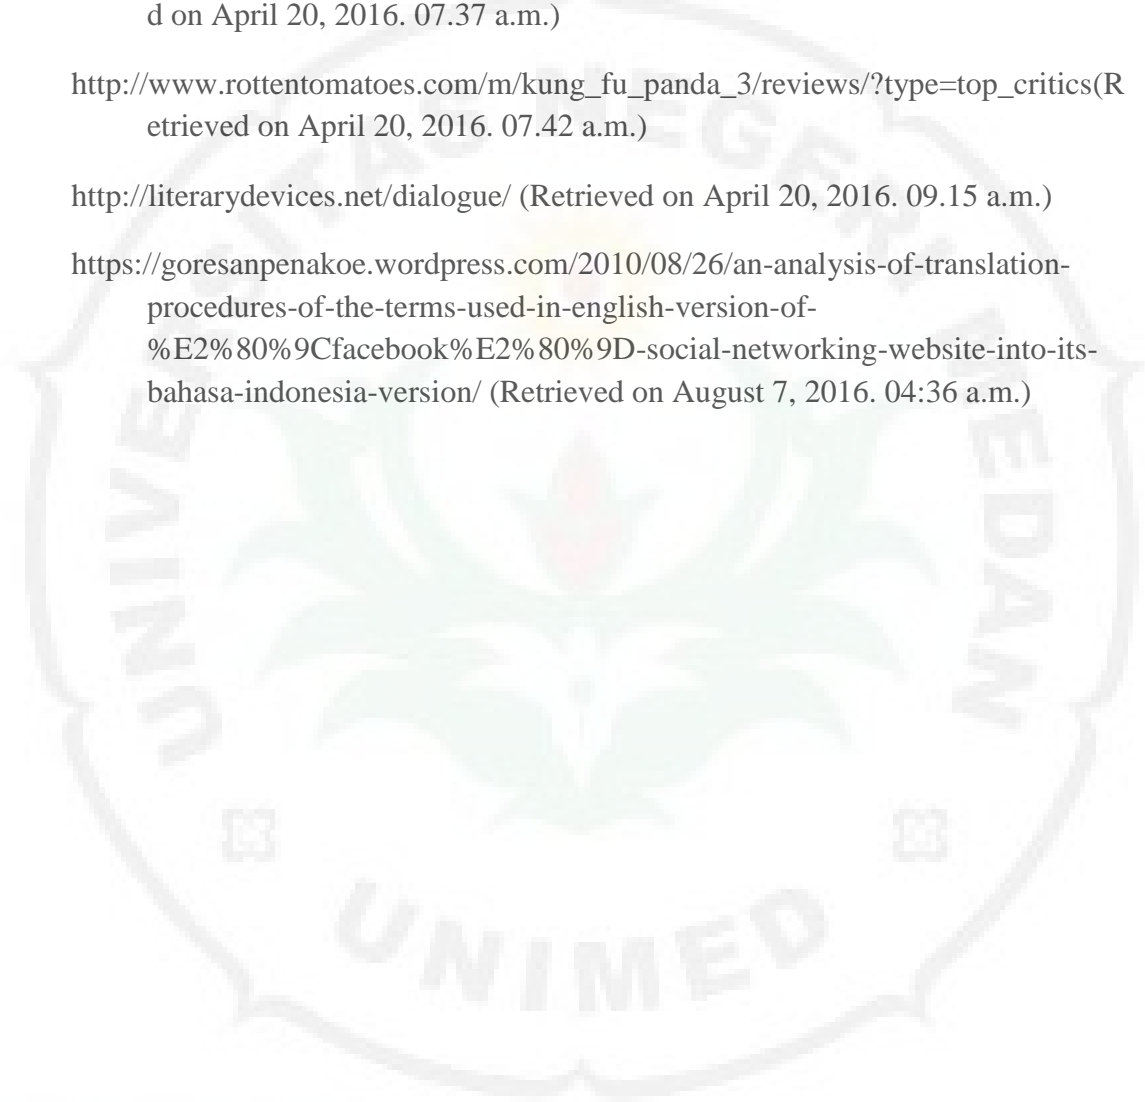 d on April 20, 2016. 07.37 a.m.)
http://www.rottentomatoes.com/m/kung_fu_panda_3/reviews/?type=top_critics(R
etrieved on April 20, 2016. 07.42 a.m.)
http://literarydevices.net/dialogue/ (Retrieved on April 20, 2016. 09.15 a.m.)
https://goresanpenakoe.wordpress.com/2010/08/26/an-analysis-of-translation-
procedures-of-the-terms-used-in-english-version-of-
%E2%80%9Cfacebook%E2%80%9D-social-networking-website-into-its-
bahasa-indonesia-version/ (Retrieved on August 7, 2016. 04:36 a.m.)
UNIVERSITAS NEGERI MEDAN
UNIMED